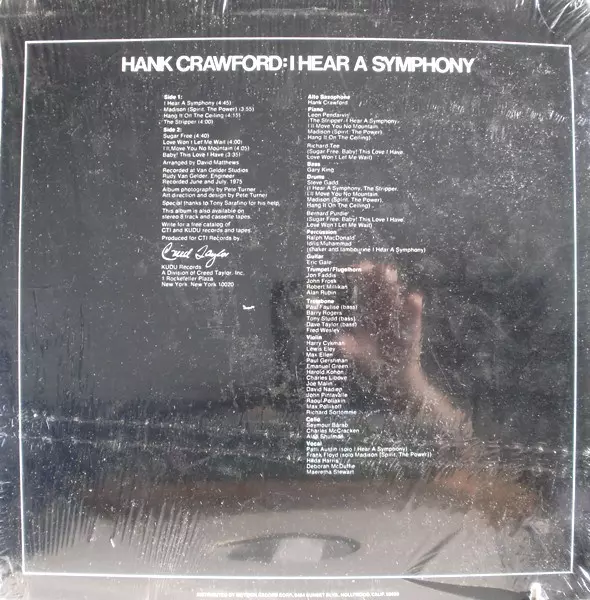 HANK CRAWFORD: I HEAR A SYMPHONY
Side 1:
I Hear A Symphony (4:45)
Madison (Spirit, The Power) (3:55)
Hang It On The Ceiling (4:15)
The Stripper (4:00)
Side 2:
Sugar Free (4:40)
Love Won't Let Me Wait (4:00)
I'll Move You No Mountain (4:05)
Baby! This Love I Have (3:35)
Arranged by David Matthews
Recorded at Van Gelder Studios
Rudy Van Gelder, Engineer
Recorded June and July, 1975
Album photography by Pete Turner
Art direction and design by Pete Turner
Special thanks to Tony Sarafino for his help.
This album is also available on
stereo 8 track and cassette tapes.
Write for a free catalog of
CTI and KUDU records and tapes.
Produced for CTI Records by
Creed Taylor
KUDU Records
A Division of Creed Taylor, Inc.
1 Rockefeller Plaza
New York, New York 10020
Alto Saxophone
Hank Crawford
Piano
Leon Pendarvis
(The Stripper, I Hear A Symphony,
I'll Move You No Mountain,
Madison (Spirit, The Power),
Hang It On The Ceiling)
Richard Tee
(Sugar Free, Baby! This Love I Have,
Love Won't Let Me Wait)
Bass
Gary King
Drums
Steve Gadd
(I Hear A Symphony, The Stripper,
I'll Move You No Mountain,
Madison (Spirit, The Power),
Hang It On The Ceiling)
Bernard Purdie
(Sugar Free, Baby! This Love I Have,
Love Won't Let Me Wait)
Percussion
Ralph MacDonald
Idris Muhammad
(shaker and tambourine I Hear A Symphony)
Guitar
Eric Gale
Trumpet/Flugelhorn
Jon Faddis
John Frosk
Robert Millikan
Alan Rubin
Trombone
Paul Faulise (bass)
Barry Rogers
Tony Studd (bass)
Dave Taylor (bass)
Fred Wesley
Violin
Harry Cykman
Lewis Eley
Max Ellen
Paul Gershman
Emanuel Green
Harold Kohon
Charles Libove
Joe Malin
David Nadien
John Pintavalle
Raoul Poliakin
Max Pollikoff
Richard Sortomme
Cello
Seymour Barab
Charles McCracken
Alan Shulman
Vocal
Patti Austin (solo I Hear A Symphony)
Frank Floyd (solo Madison [Spirit, The Power])
Hilda Harris
Deborah McDuffie
Maeretha Stewart